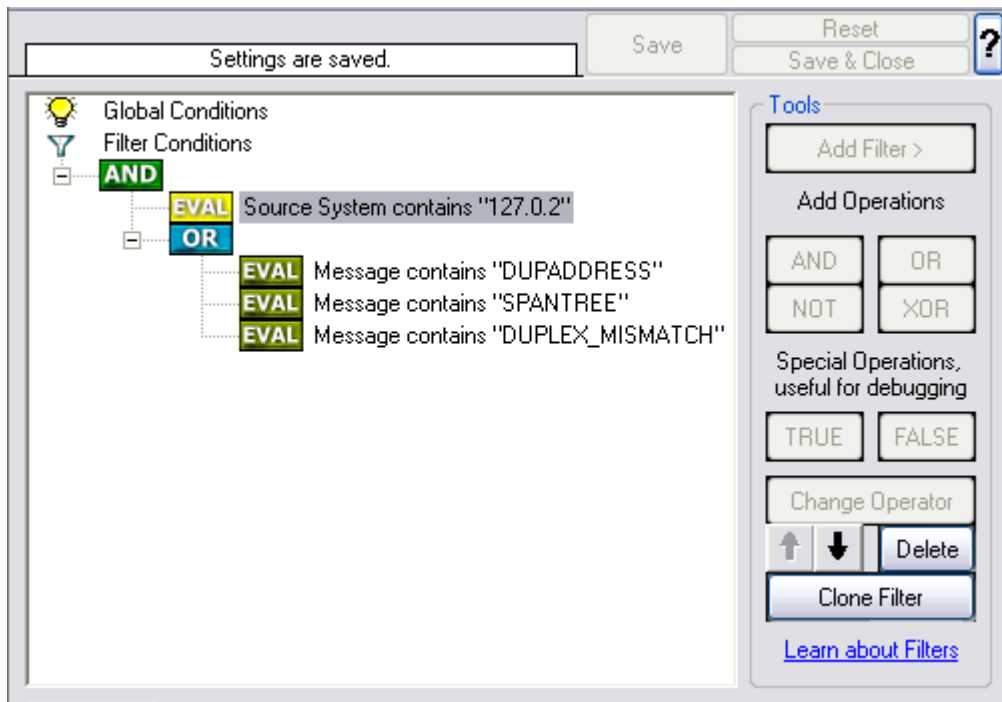 Settings are saved.
Save
Reset
Save & Close
?
Global Conditions
Filter Conditions
AND
EVAL Source System contains "127.0.2"
OR
EVAL Message contains "DUPADDRESS"
EVAL Message contains "SPANTREE"
EVAL Message contains "DUPLEX_MISMATCH"
Tools
Add Filter >
Add Operations
AND OR
NOT XOR
Special Operations,
useful for debugging
TRUE FALSE
Change Operator
Delete
Clone Filter
Learn about Filters